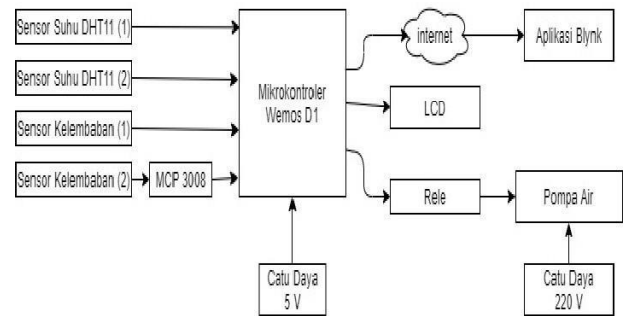 Sensor Suhu DHT11 (1)
Sensor Suhu DHT11 (2)
Sensor Kelembaban (1)
Sensor Kelembaban (2)
MCP 3008
Mikrokontroler
Wemos D1
internet
Aplikasi Blynk
LCD
Rele
Pompa Air
Catu Daya
5 V
Catu Daya
220 V